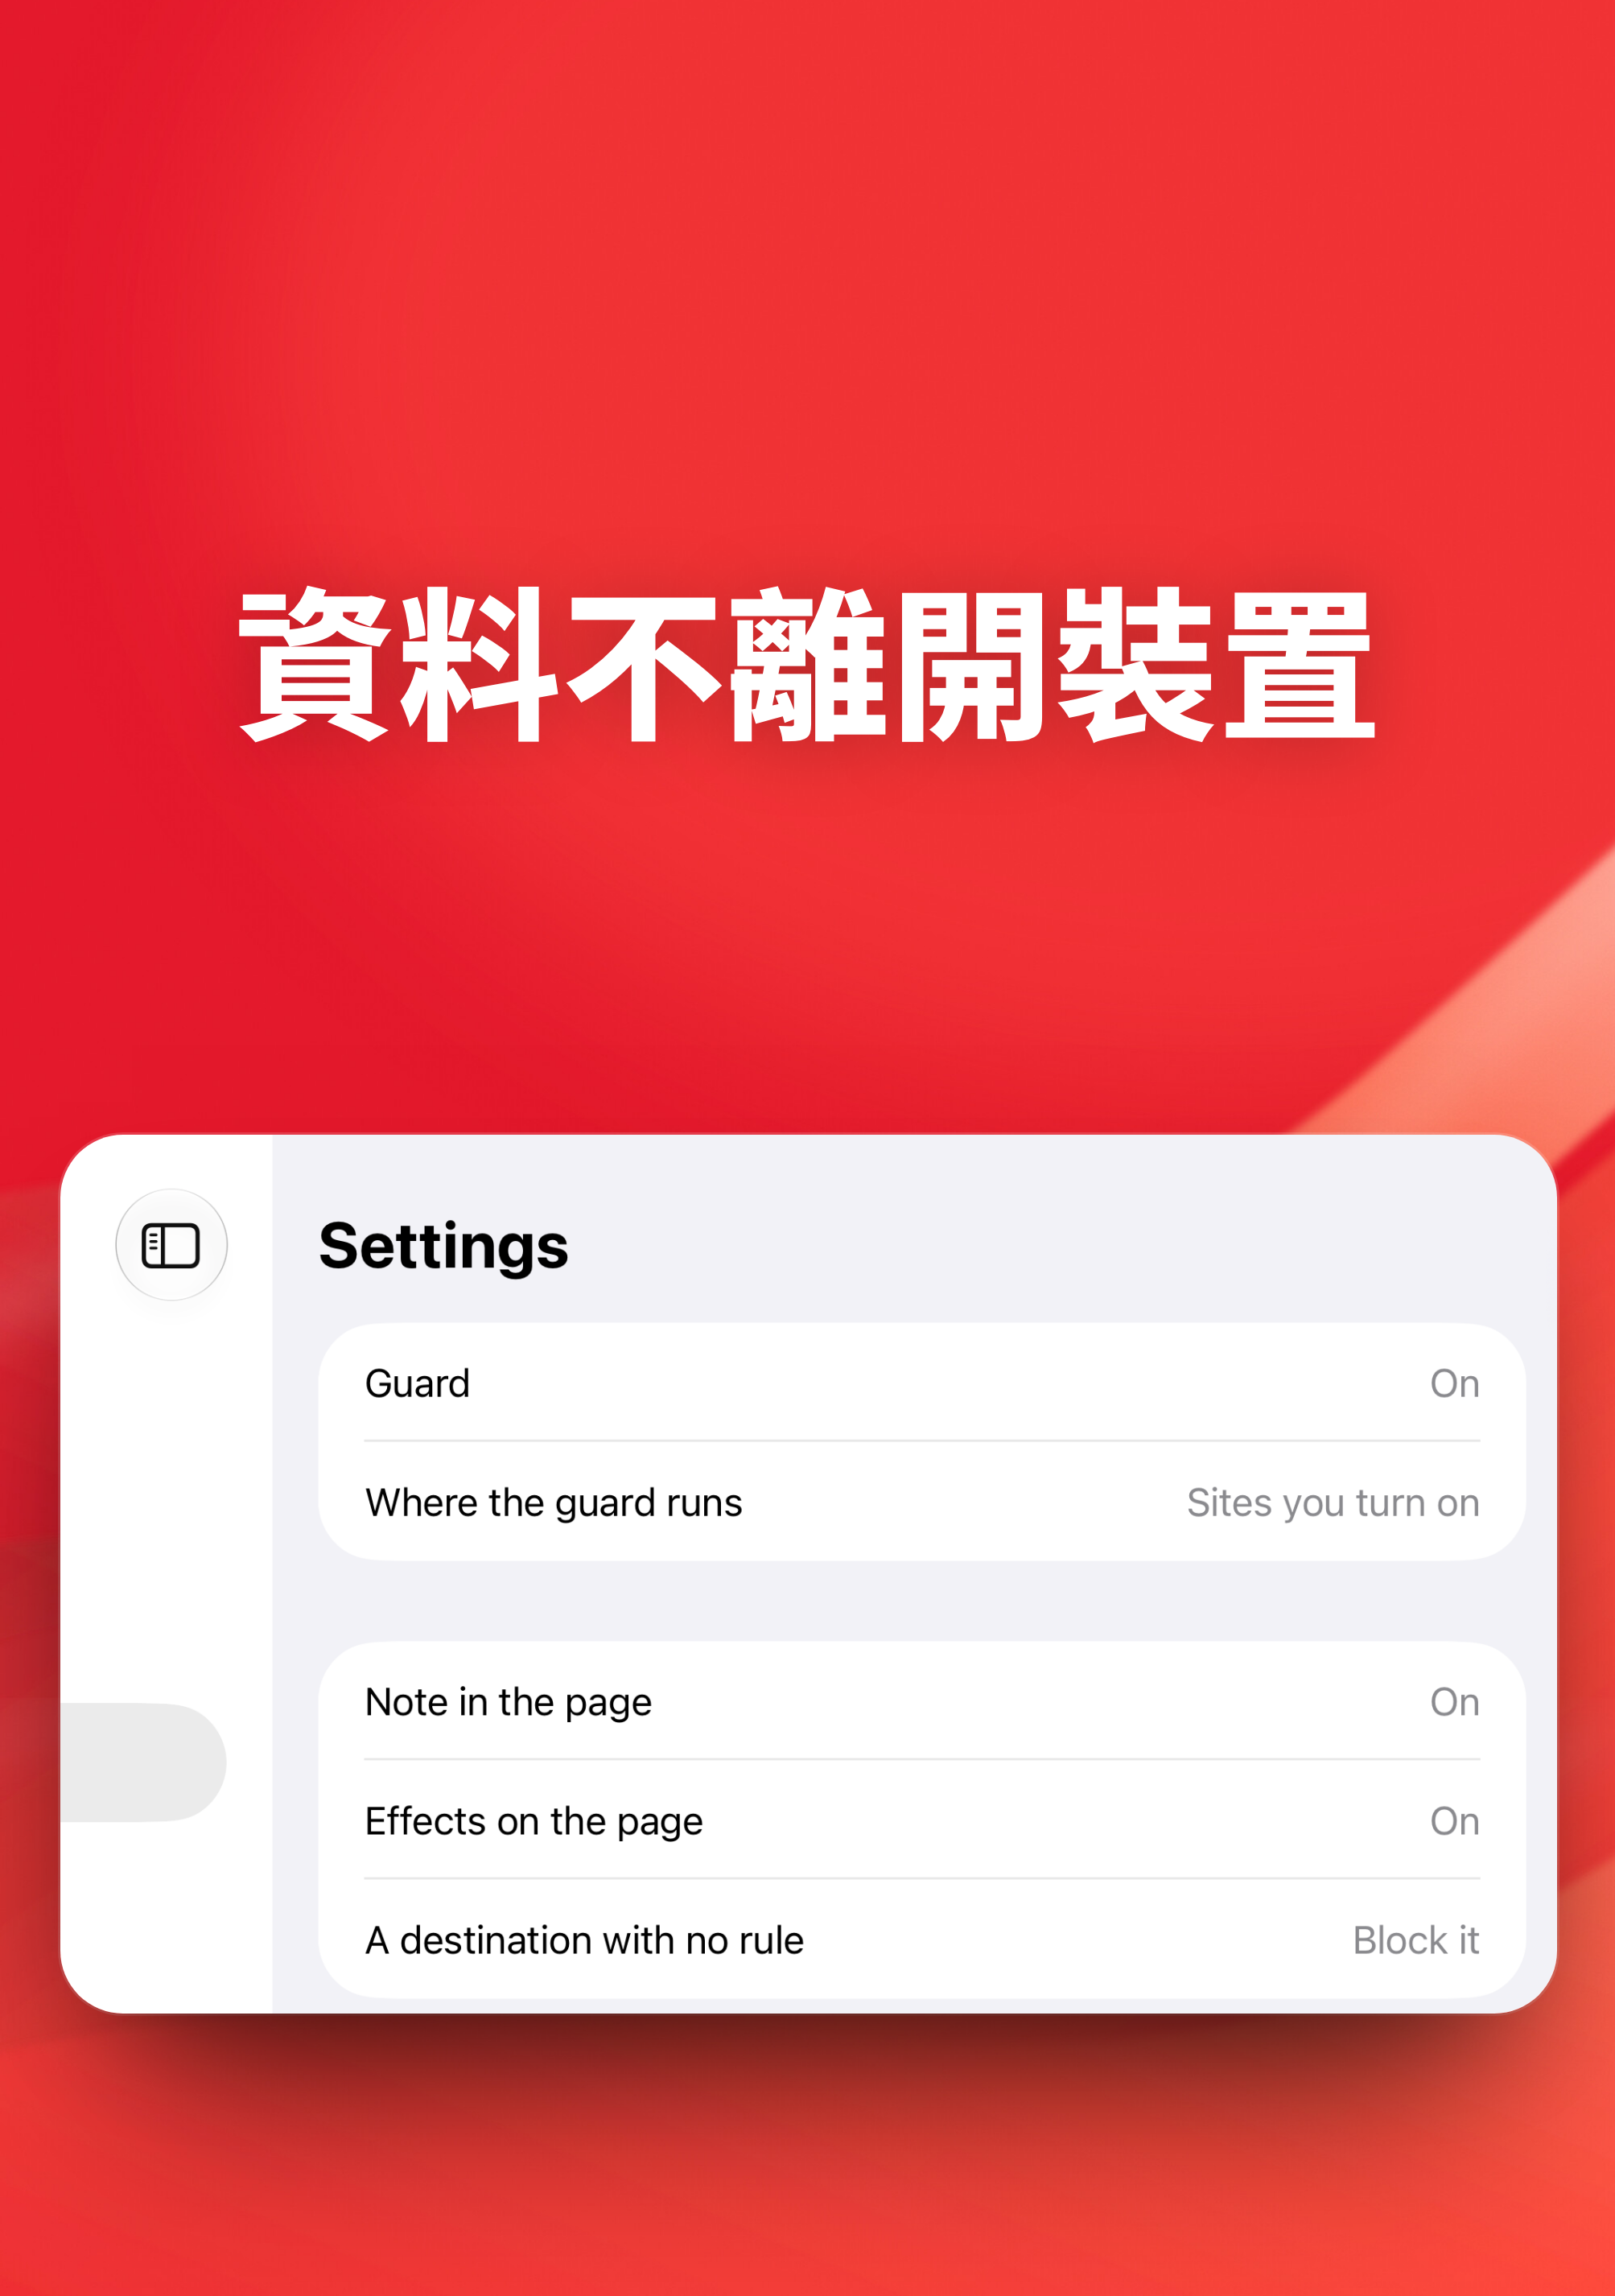 資料不離開裝置
Settings
Guard On
Where the guard runs Sites you turn on
Note in the page On
Effects on the page On
A destination with no rule Block it